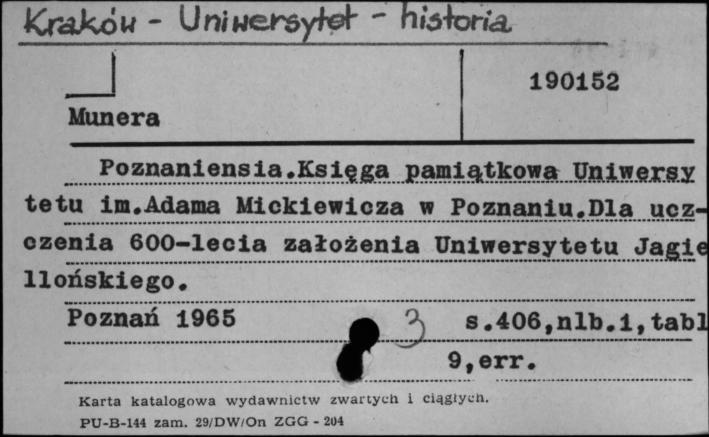 Kraków - Uniwersytet - historia
190152
Munera
Poznaniensia.Księga pamiątkowa Uniwersy
tetu im.Adama Mickiewicza w Poznaniu.Dla ucz-
czenia 600-lecia założenia Uniwersytetu Jagie
llońskiego.
Poznań 1965 3 s.406,nlb.1,tabl
9,err.
Karta katalogowa wydawnictw zwartych i ciągłych.
PU-B-144 zam. 29/DW/On ZGG - 204